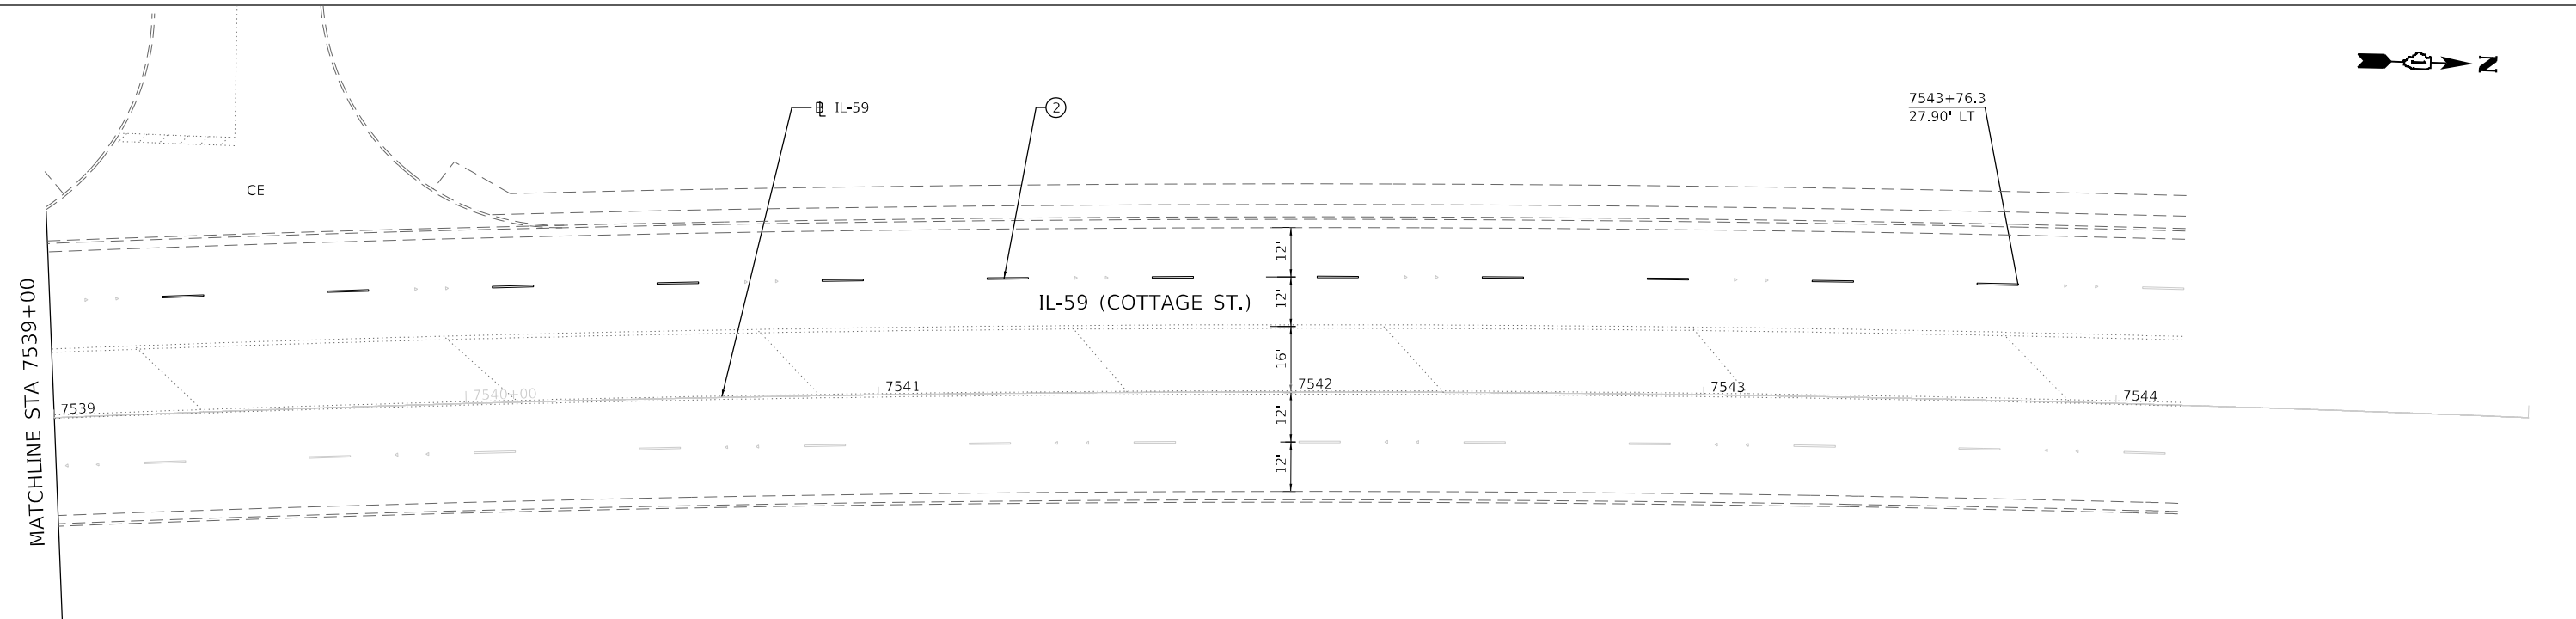 N
7543+76.3
27.90' LT
BL IL-59
2
CE
IL-59 (COTTAGE ST.)
12'
12'
16'
12'
12'
MATCHLINE STA 7539+00
7539
7540+00
7541
7542
7543
7544